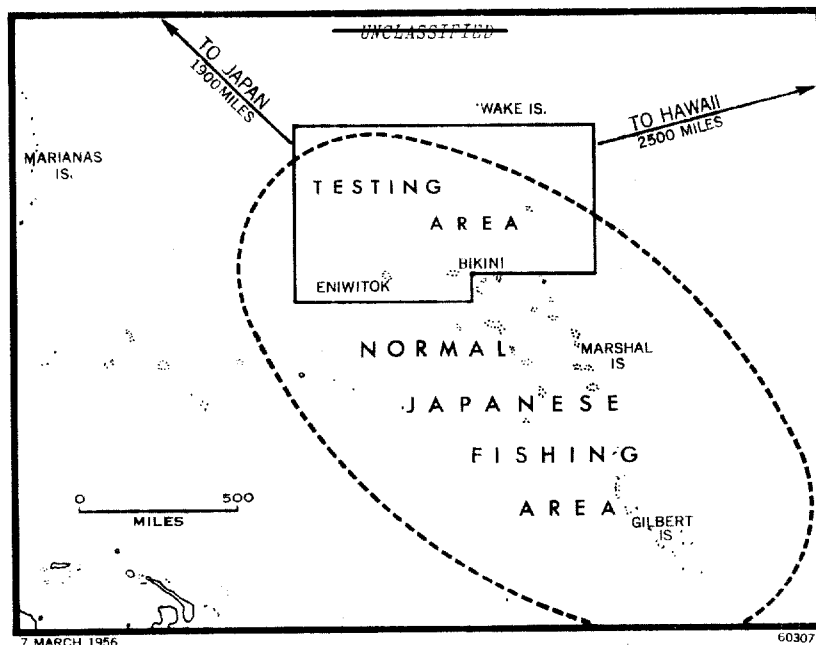 UNCLASSIFIED
TO JAPAN
1900 MILES
'WAKE IS.
TO HAWAII
2500 MILES
MARIANAS
IS.
TESTING
AREA
BIKINI
ENIWITOK
NORMAL
MARSHAL
IS
JAPANESE
FISHING
AREA
0 500
MILES
GILBERT
IS
7 MARCH 1956
60307